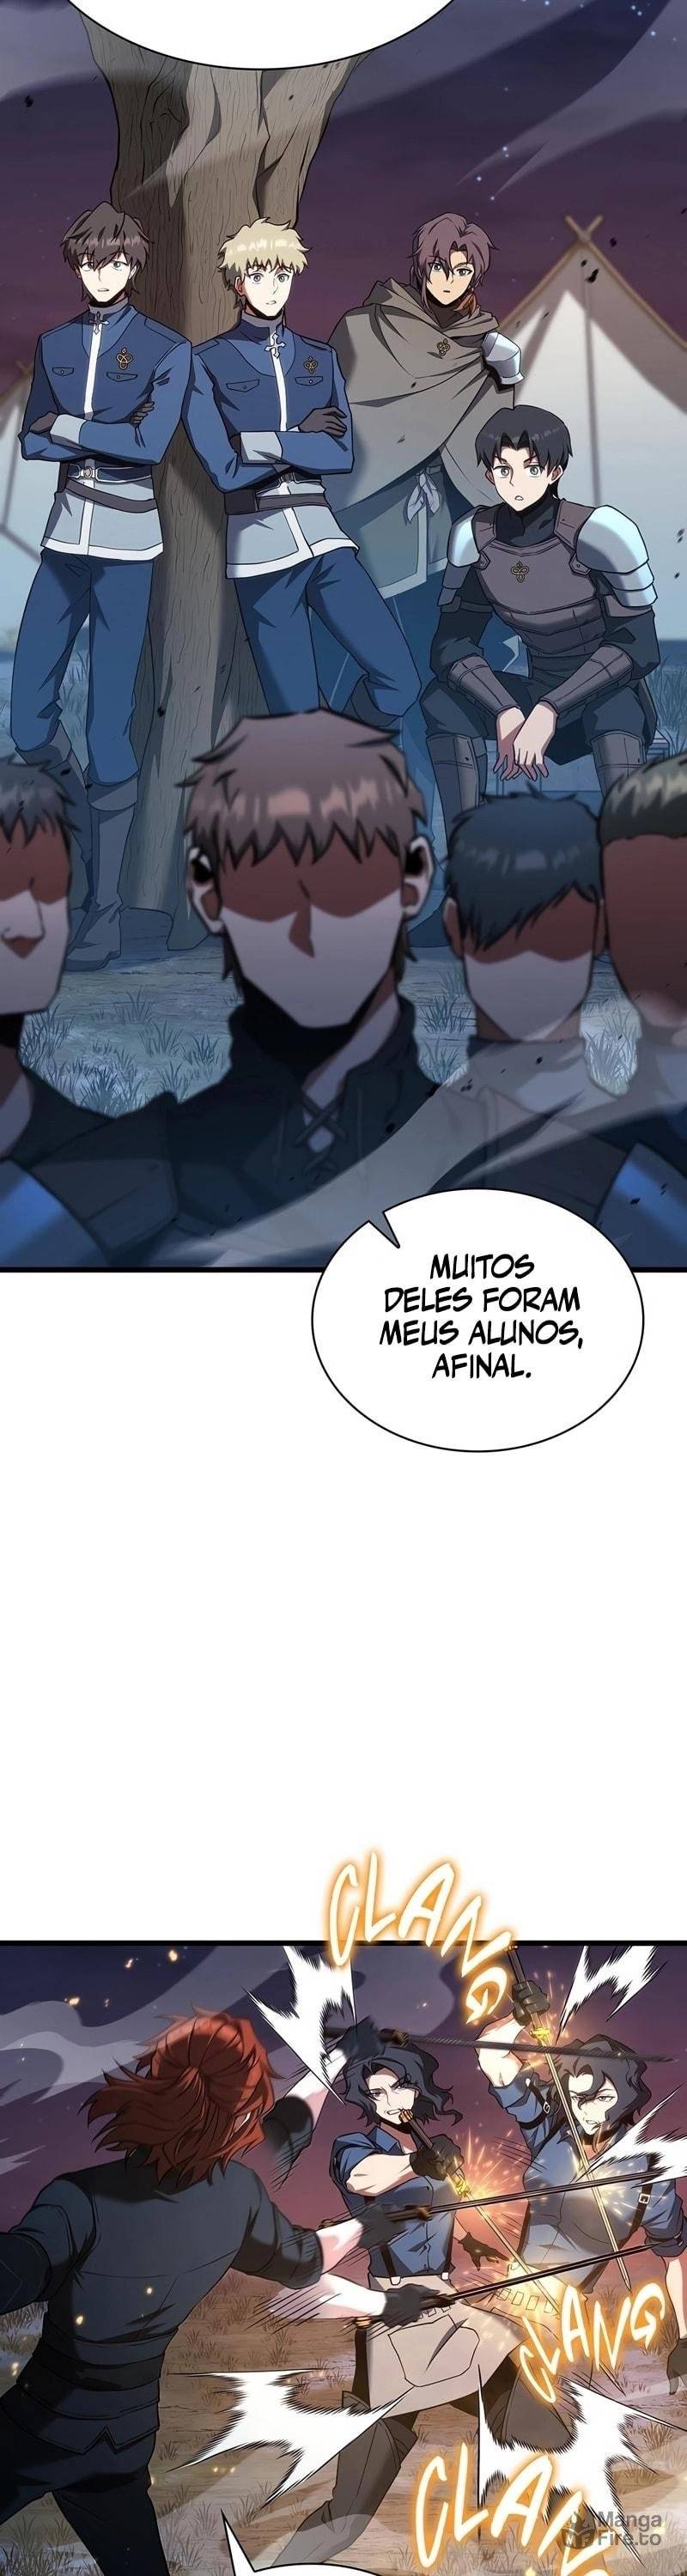 MUITOS
DELES FORAM
MEUS ALUNOS,
AFINAL.
CLANG
CLANG
CLANG
Manga
Fire.to